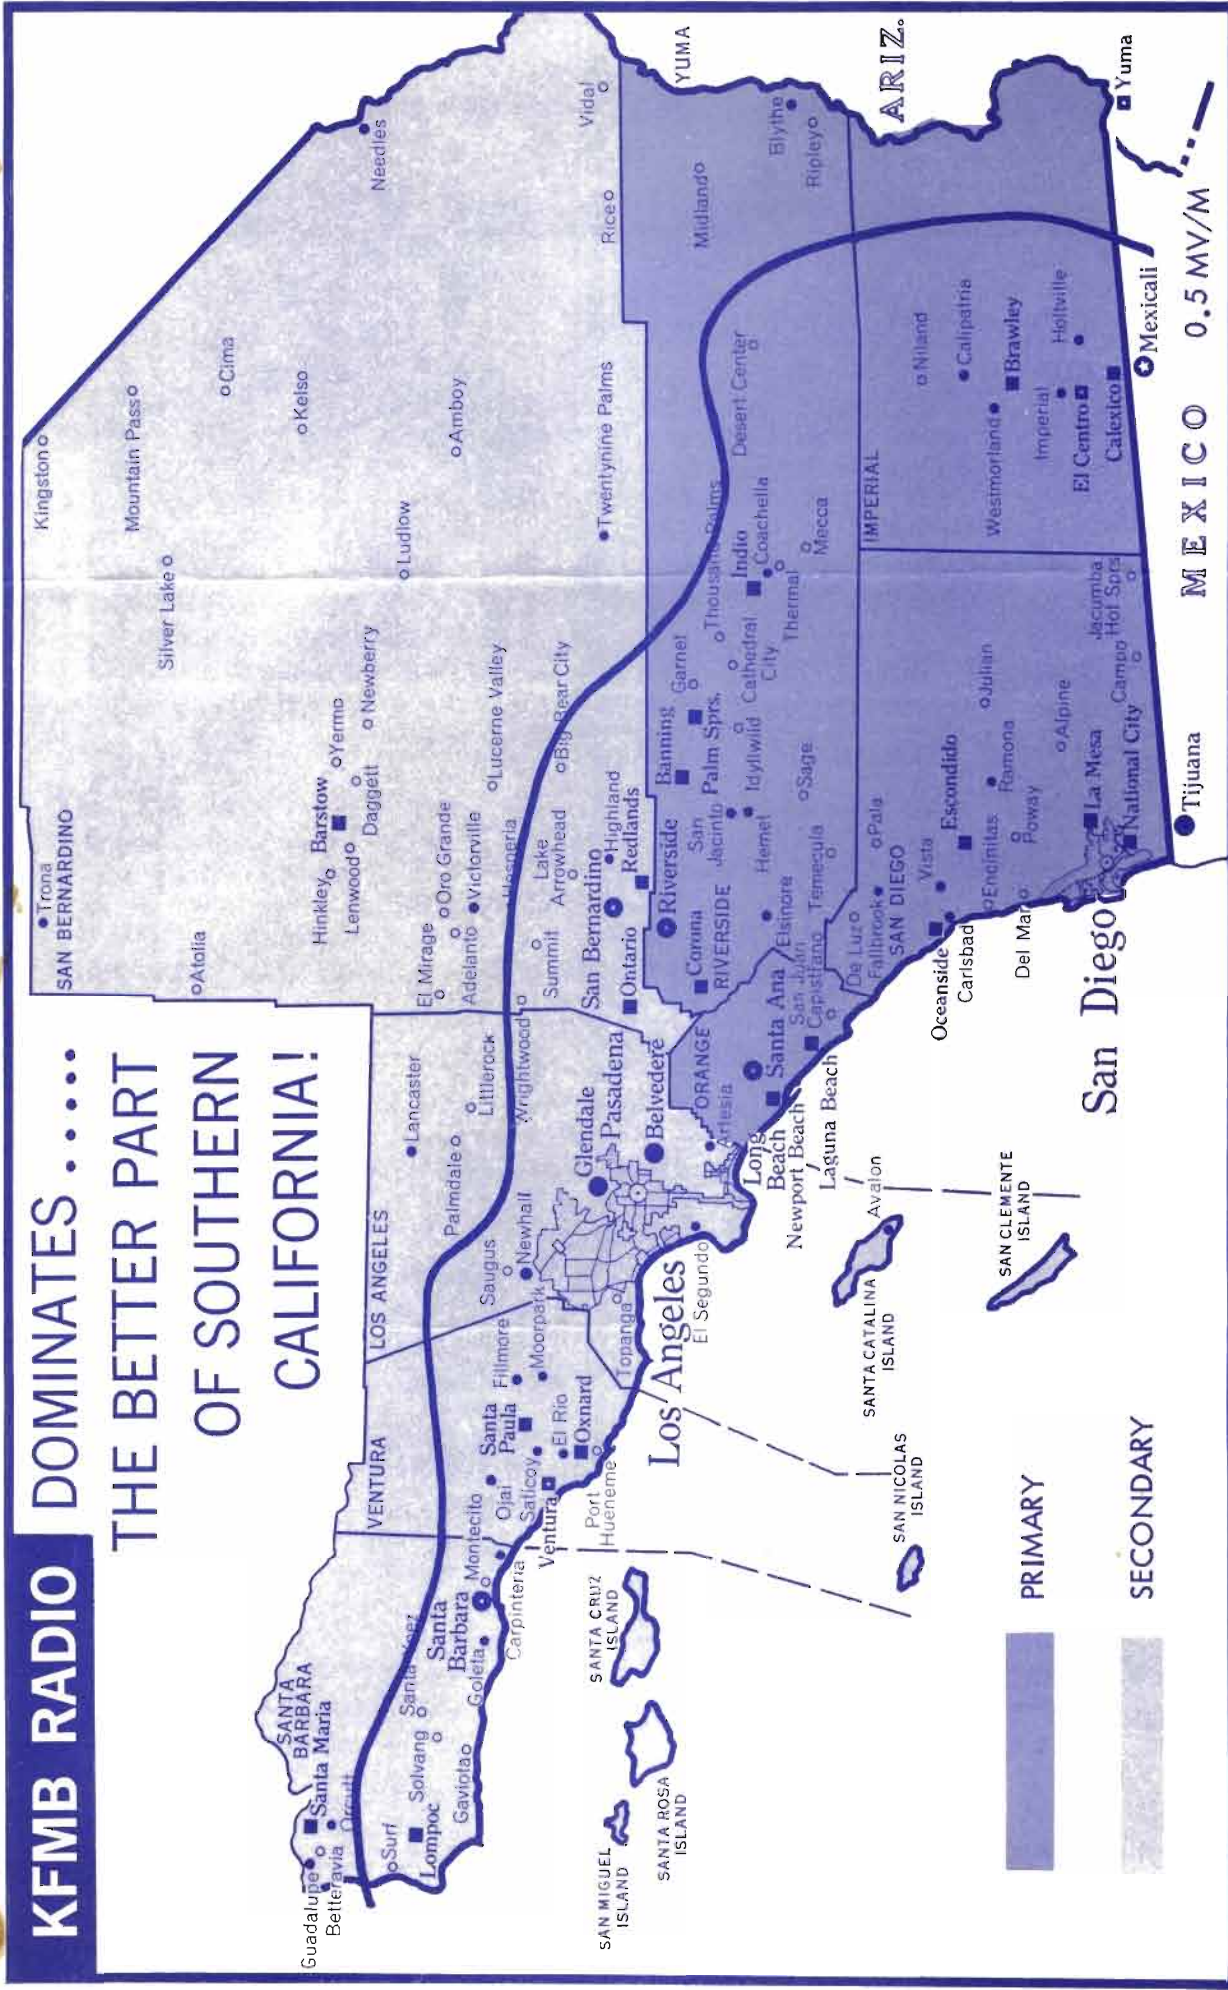 KFMB RADIO DOMINATES......
THE BETTER PART
OF SOUTHERN
CALIFORNIA!
Guadalupe
Betteravia
SANTA
BARBARA
Santa Maria
Orcutt
Surf
Lompoc
Solvang
Santa Ynez
Gaviota
Goleta
Santa
Barbara
Montecito
Carpinteria
VENTURA
Ojai
Santa
Paula
Saticoy
Ventura
Fillmore
Moorpark
El Rio
Oxnard
Port
Hueneme
LOS ANGELES
Lancaster
Palmdale
Littlerock
Wrightwood
Saugus
Newhall
Glendale
Pasadena
Belvedere
Topanga
Los Angeles
El Segundo
Artesia
Long
Beach
ORANGE
Santa Ana
Newport Beach
Laguna Beach
San Juan
Capistrano
Avalon
SANTA CATALINA
ISLAND
SAN CLEMENTE
ISLAND
SAN NICOLAS
ISLAND
SANTA CRUZ
ISLAND
SANTA ROSA
ISLAND
SAN MIGUEL
ISLAND
Trona
SAN BERNARDINO
Kingston
Atolia
Silver Lake
Mountain Pass
Cima
Kelso
Hinkley
Barstow
Yermo
Lenwood
Daggett
Newberry
Ludlow
Amboy
Needles
El Mirage
Oro Grande
Adelanto
Victorville
Lucerne Valley
Hesperia
Summit
Lake
Arrowhead
Big Bear City
San Bernardino
Highland
Ontario
Redlands
Twentynine Palms
Rice
Vidal
Riverside
Corona
RIVERSIDE
San
Jacinto
Banning
Garnet
Palm Sprs.
Thousand Palms
Idyllwild
Cathedral
City
Indio
Coachella
Thermal
Mecca
Desert Center
Midland
Blythe
Ripley
Hemet
Elsinore
Temecula
Sage
De Luz
Fallbrook
Pala
SAN DIEGO
Vista
Oceanside
Carlsbad
Escondido
Encinitas
Del Mar
Poway
Ramona
Julian
Alpine
La Mesa
National City
San Diego
Campo
Jacumba
Hot Sprs
Tijuana
IMPERIAL
Niland
Calipatria
Westmorland
Brawley
Imperial
Holtville
El Centro
Calexico
Mexicali
YUMA
ARIZ.
Yuma
MEXICO
0.5 MV/M
PRIMARY
SECONDARY